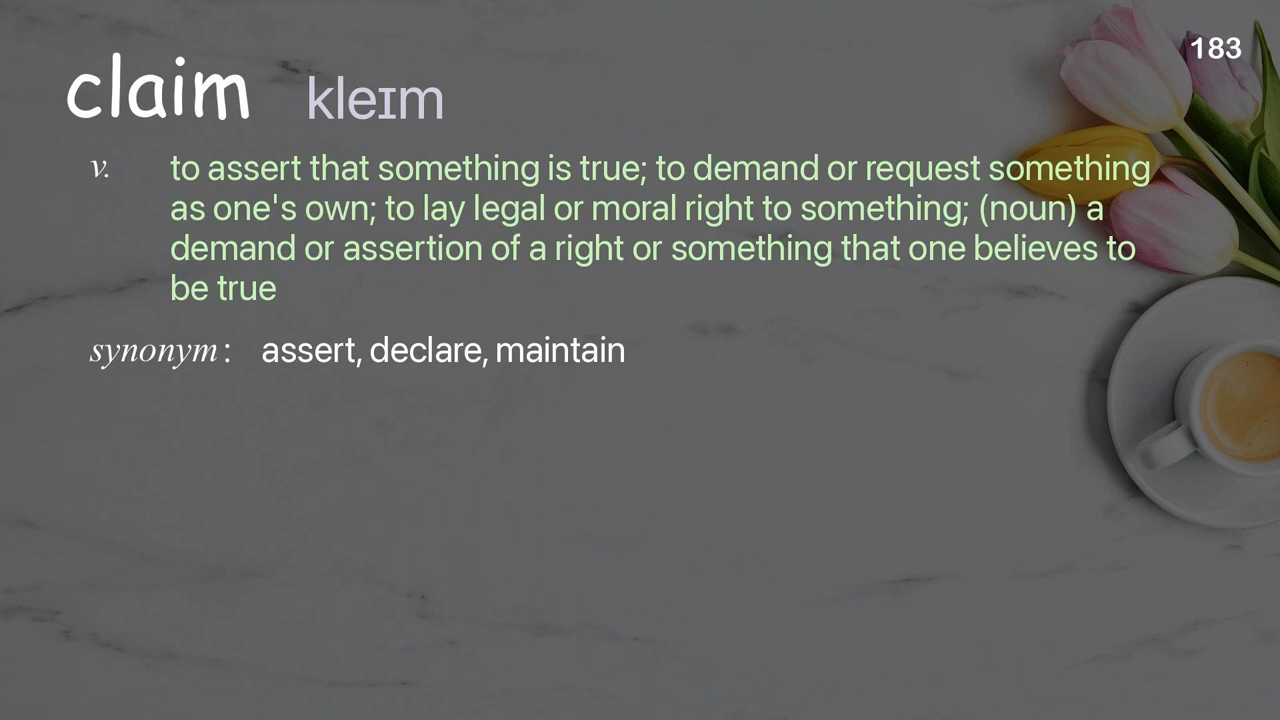 183
claim kleɪm
v. to assert that something is true; to demand or request something
as one's own; to lay legal or moral right to something; (noun) a
demand or assertion of a right or something that one believes to
be true
synonym: assert, declare, maintain